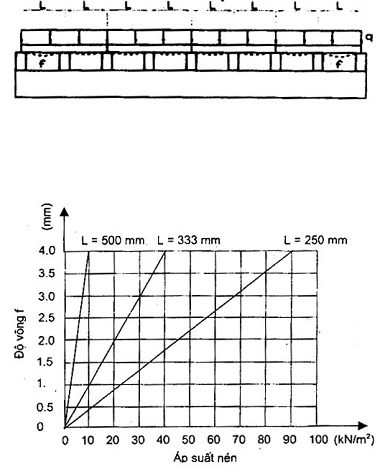 L L L L L L L L
q
f f
(mm)
L = 500 mm L = 333 mm L = 250 mm
4.0
3.5
3.0
2.5
2.0
1.5
1.
0.5
0
Độ võng f
0 10 20 30 40 50 60 70 80 90 100 (kN/m²)
Áp suất nén